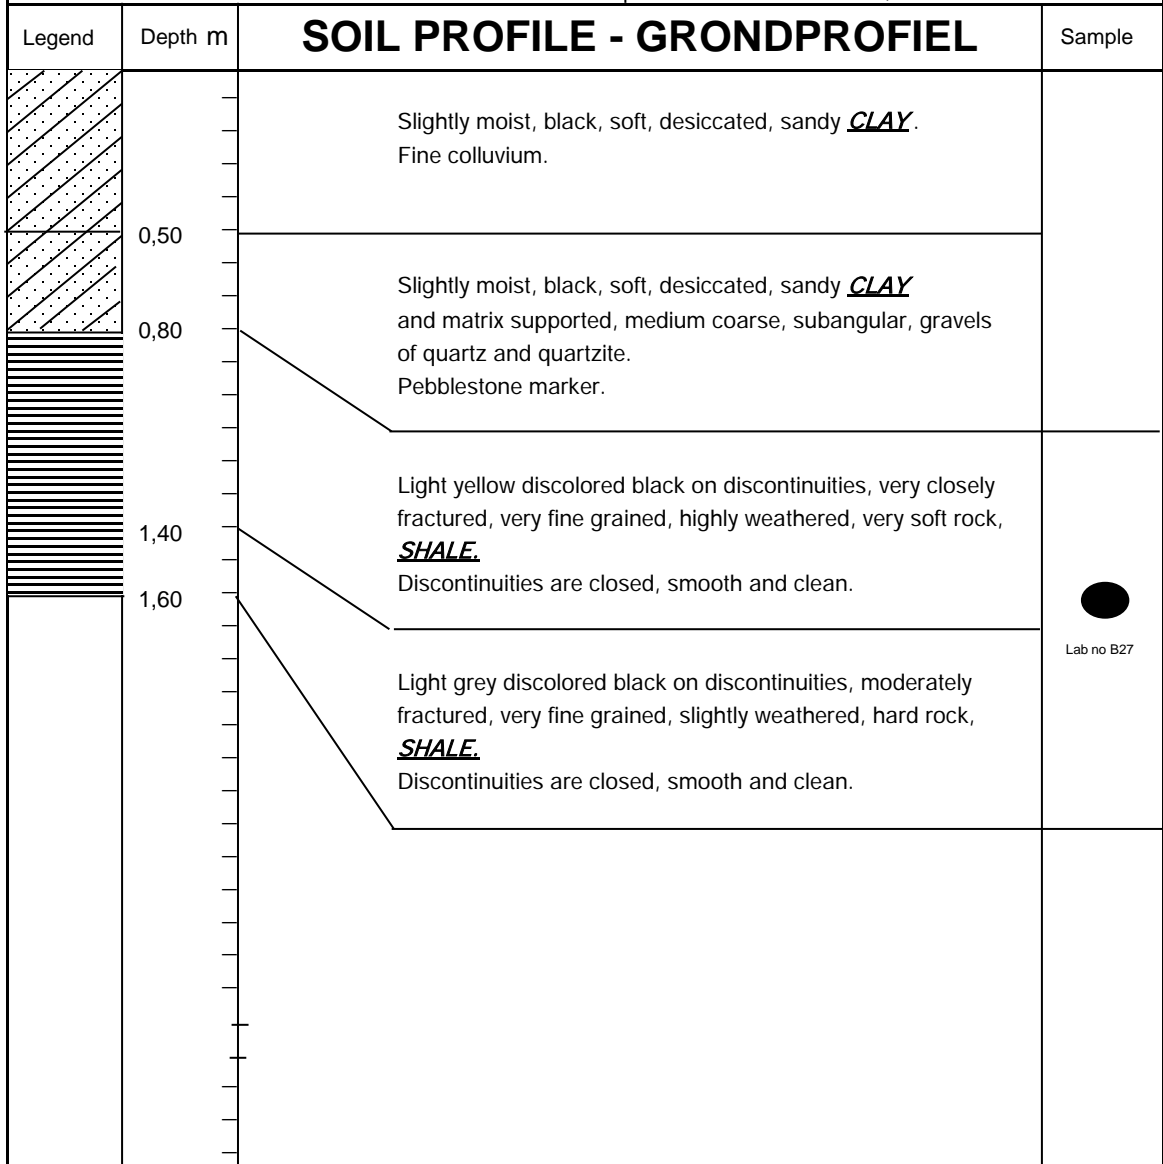 Legend
Depth m
SOIL PROFILE - GRONDPROFIEL
Sample
Slightly moist, black, soft, desiccated, sandy CLAY.
Fine colluvium.
0,50
Slightly moist, black, soft, desiccated, sandy CLAY
and matrix supported, medium coarse, subangular, gravels
of quartz and quartzite.
Pebblestone marker.
0,80
Light yellow discolored black on discontinuities, very closely
fractured, very fine grained, highly weathered, very soft rock,
SHALE.
Discontinuities are closed, smooth and clean.
1,40
1,60
Lab no B27
Light grey discolored black on discontinuities, moderately
fractured, very fine grained, slightly weathered, hard rock,
SHALE.
Discontinuities are closed, smooth and clean.